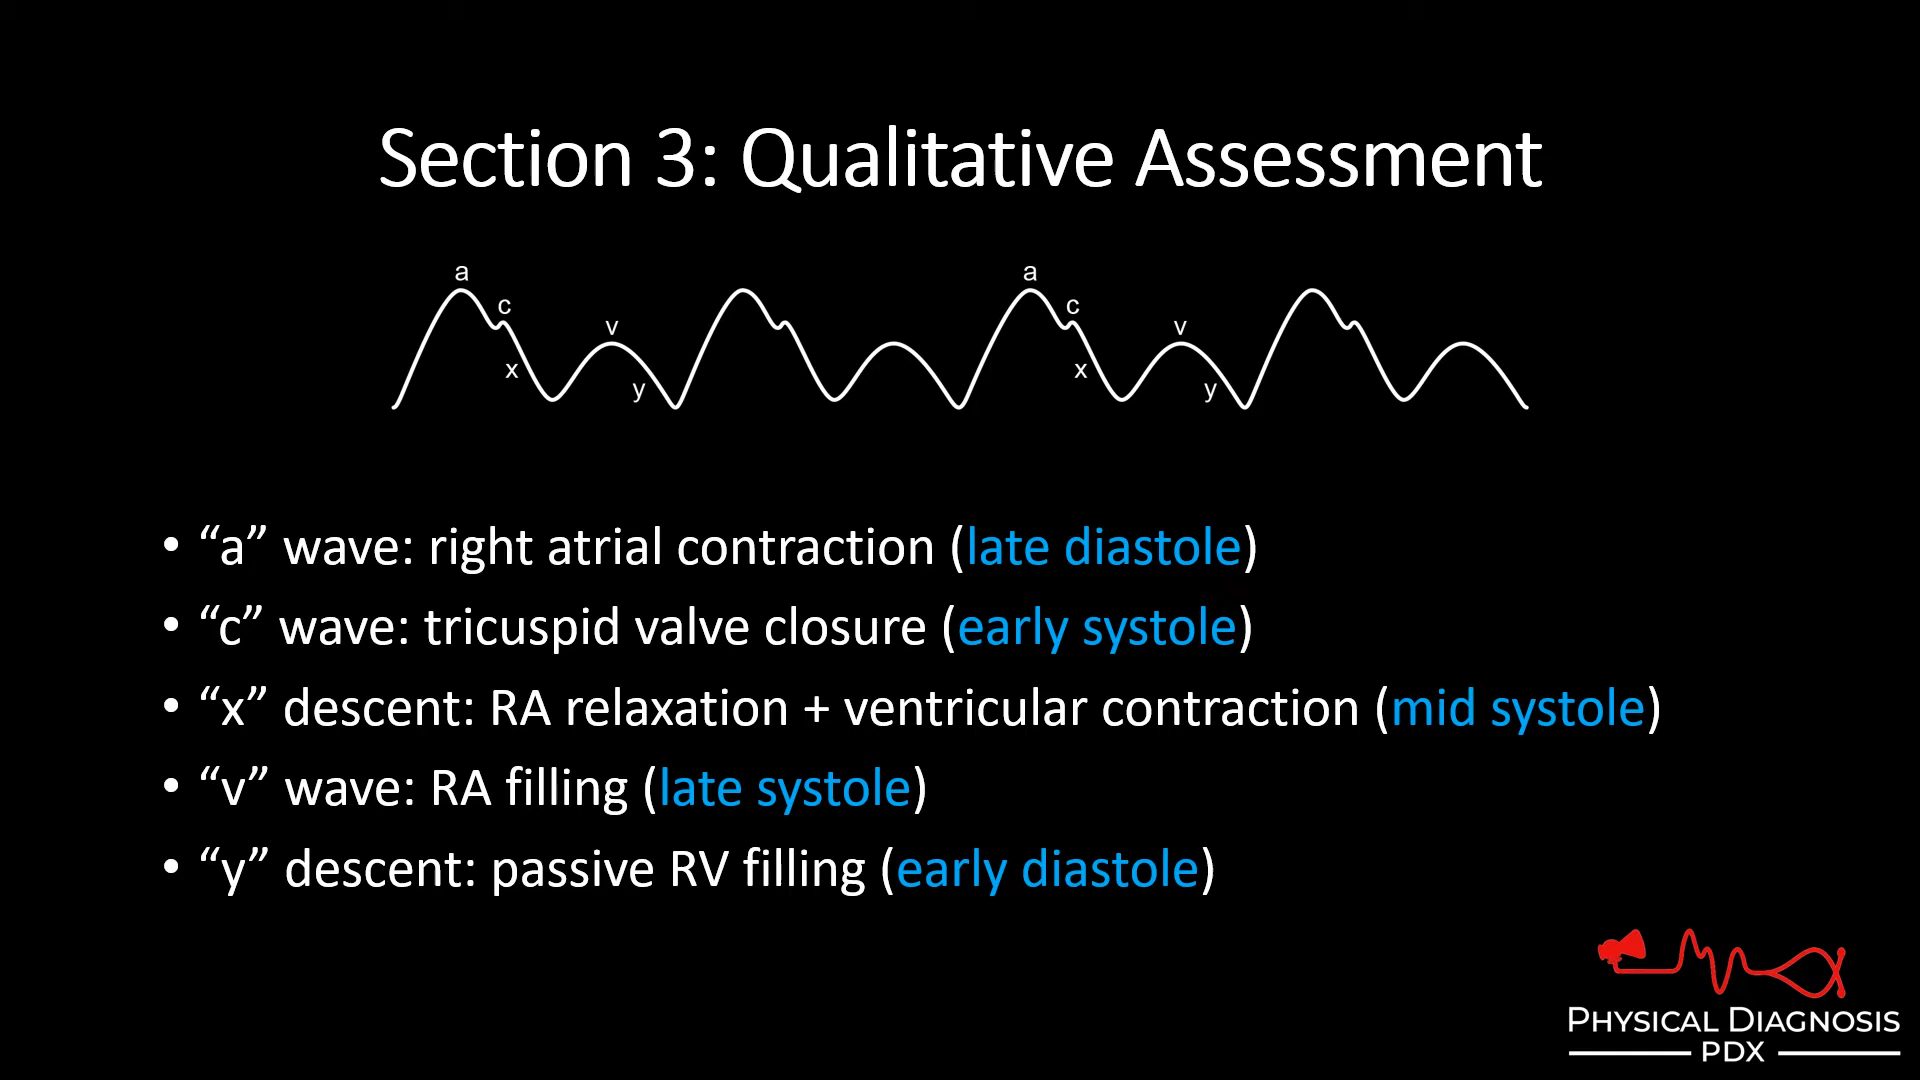 Section 3: Qualitative Assessment
a a
c c
v v
x x
y y
• “a” wave: right atrial contraction (late diastole)
• “c” wave: tricuspid valve closure (early systole)
• “x” descent: RA relaxation + ventricular contraction (mid systole)
• “v” wave: RA filling (late systole)
• “y” descent: passive RV filling (early diastole)
PHYSICAL DIAGNOSIS
PDX